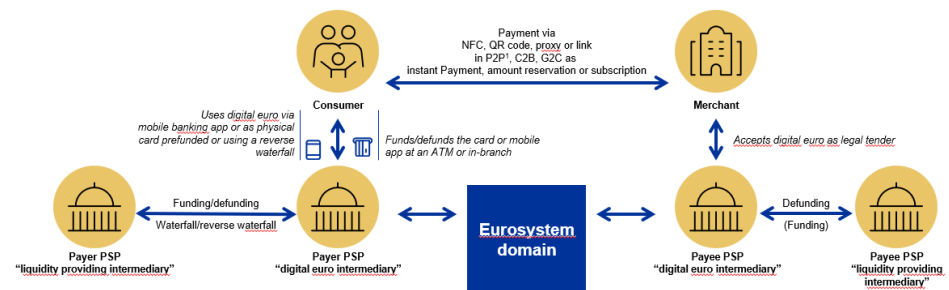 Payment via
NFC, QR code, proxy or link
in P2P¹, C2B, G2C as
instant Payment, amount reservation or subscription
Consumer
Merchant
Uses digital euro via
mobile banking app or as physical
card prefunded or using a reverse
waterfall
Funds/defunds the card or mobile
app at an ATM or in-branch
Accepts digital euro as legal tender
Funding/defunding
Waterfall/reverse waterfall
Eurosystem
domain
Defunding
(Funding)
Payer PSP
“liquidity providing intermediary”
Payer PSP
“digital euro intermediary”
Payee PSP
“digital euro intermediary”
Payee PSP
“liquidity providing
intermediary”